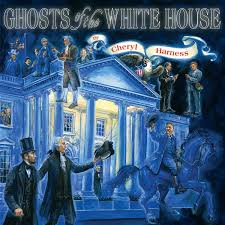 GHOSTS of the WHITE HOUSE
by
Cheryl Harness